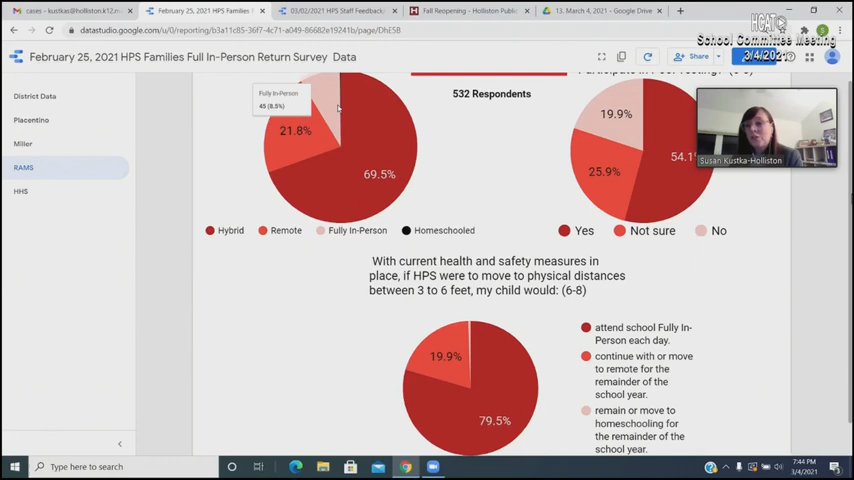 cases - kustkas@holliston.k12.m
February 25, 2021 HPS Families F
03/02/2021 HPS Staff Feedback
Fall Reopening - Holliston Public
13. March 4, 2021 - Google Drive
HCAT
School Committee Meeting
3/4/2021
datastudio.google.com/u/0/reporting/b3a11c85-36f7-4c71-a049-86682e19241b/page/DhESB
February 25, 2021 HPS Families Full In-Person Return Survey Data
Share
District Data
Placentino
Miller
RAMS
HHS
Fully In-Person
45 (8.5%)
21.8%
69.5%
532 Respondents
19.9%
25.9%
54.1%
Susan Kustka-Holliston
Hybrid
Remote
Fully In-Person
Homeschooled
Yes
Not sure
No
With current health and safety measures in
place, if HPS were to move to physical distances
between 3 to 6 feet, my child would: (6-8)
19.9%
79.5%
attend school Fully In-
Person each day.
continue with or move
to remote for the
remainder of the
school year.
remain or move to
homeschooling for
the remainder of the
school year.
Type here to search
7:44 PM
3/4/2021